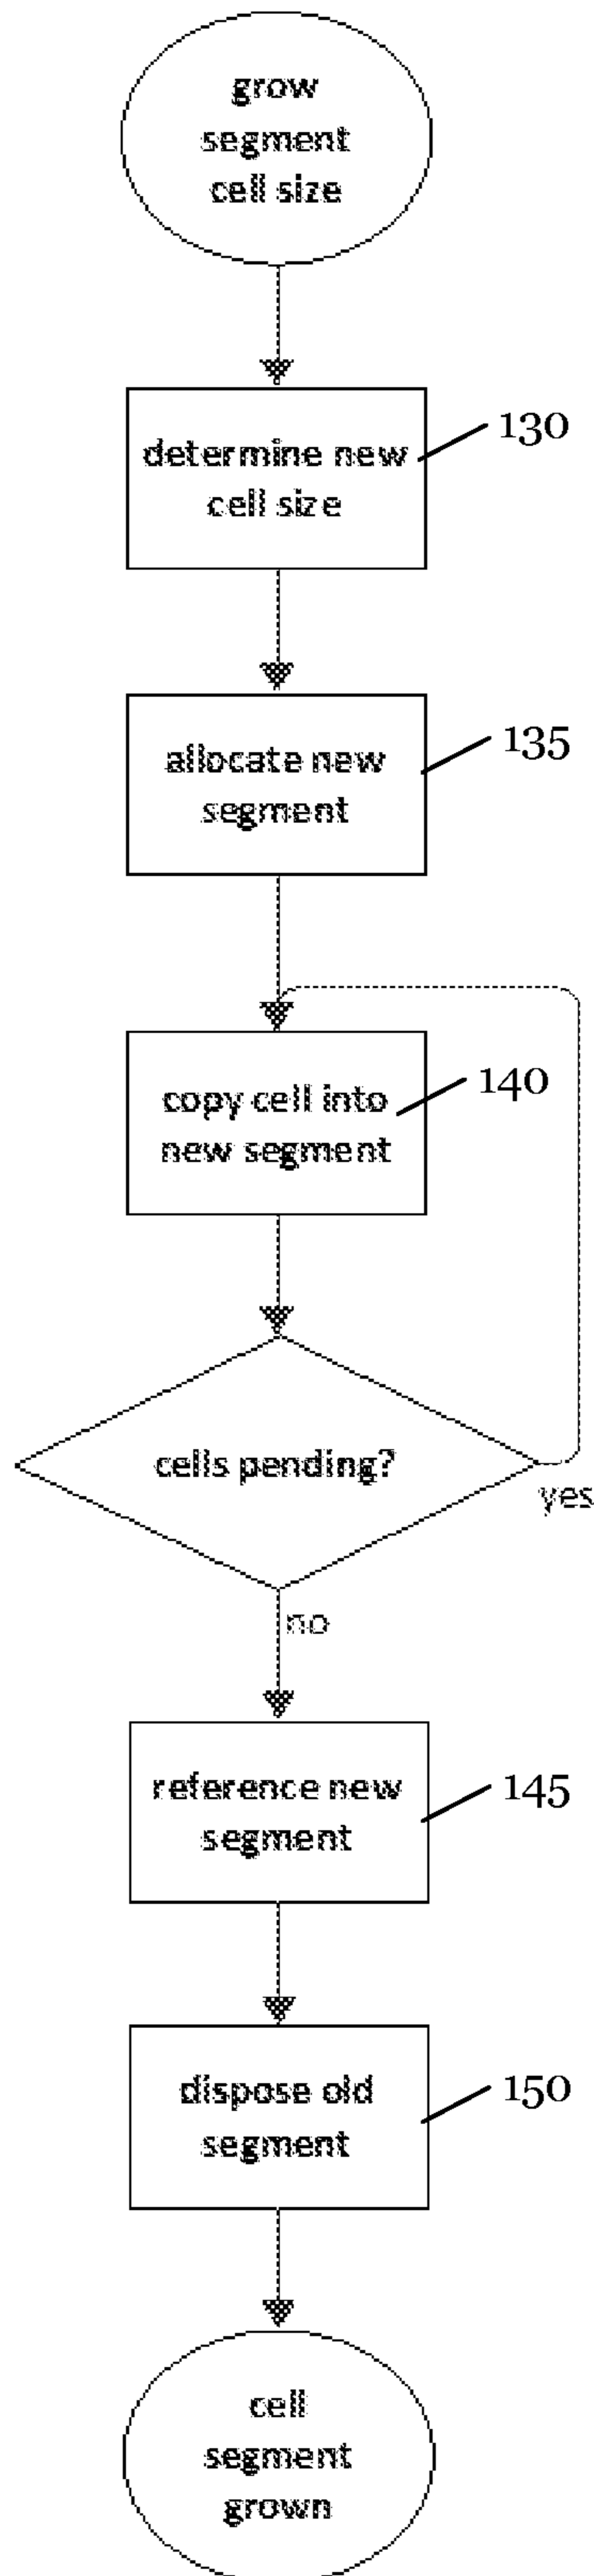 grow
segment
cell size
130
determine new
cell size
135
allocate new
segment
140
copy cell into
new segment
cells pending?
yes
no
145
reference new
segment
150
dispose old
segment
cell
segment
grown